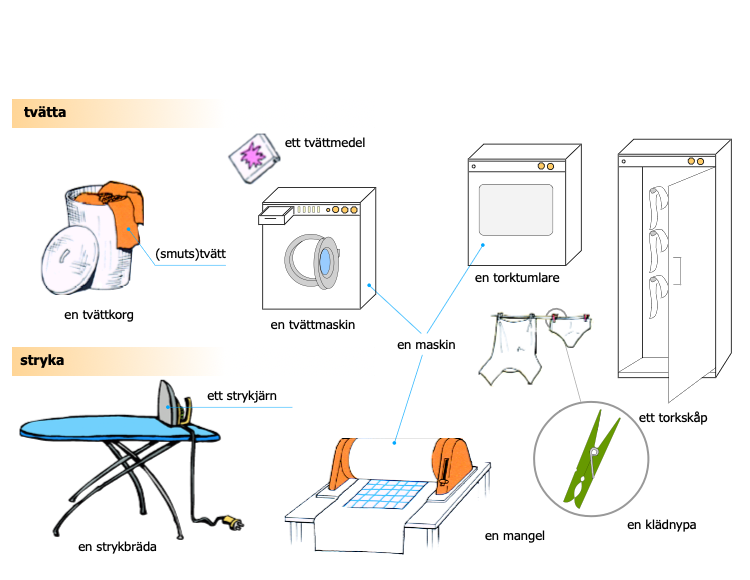 tvätta
ett tvättmedel
(smuts)tvätt
en torktumlare
en tvättkorg
en tvättmaskin
en maskin
stryka
ett strykjärn
ett torkskåp
en klädnypa
en mangel
en strykbräda